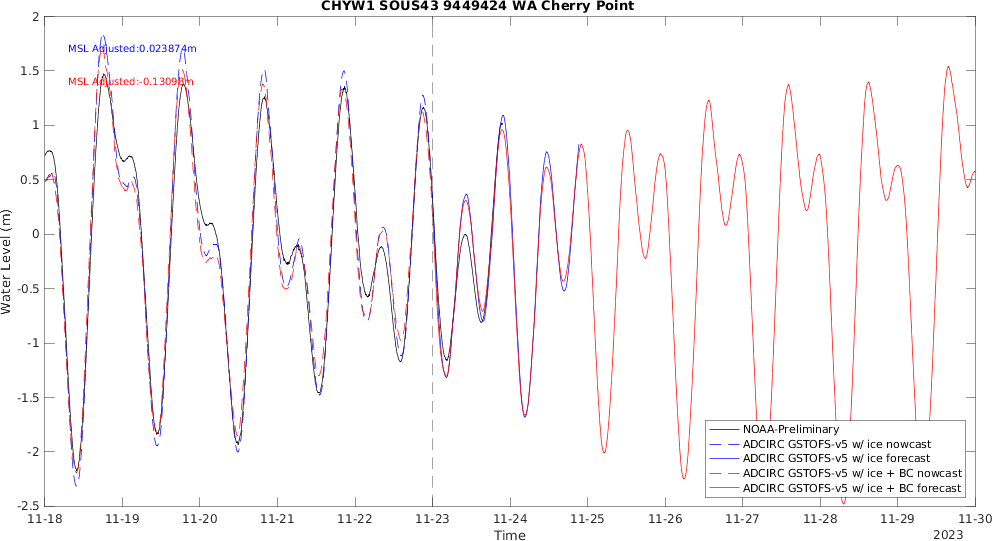 CHYW1 SOUS43 9449424 WA Cherry Point
MSL Adjusted:0.023874m
MSL Adjusted:-0.13098m
Water Level (m)
2
1.5
1
0.5
0
-0.5
-1
-1.5
-2
-2.5
NOAA-Preliminary
ADCIRC GSTOFS-v5 w/ ice nowcast
ADCIRC GSTOFS-v5 w/ ice forecast
ADCIRC GSTOFS-v5 w/ ice + BC nowcast
ADCIRC GSTOFS-v5 w/ ice + BC forecast
11-18 11-19 11-20 11-21 11-22 11-23 11-24 11-25 11-26 11-27 11-28 11-29 11-30
Time
2023